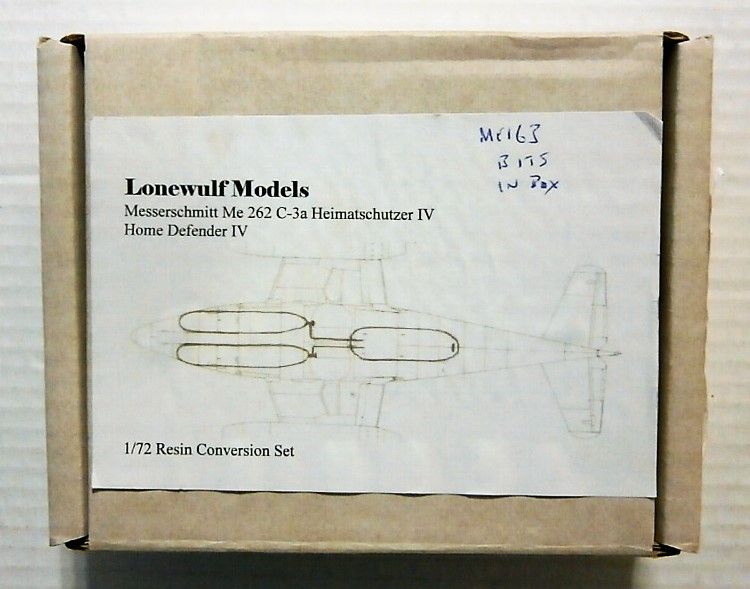 ME163
BITS
IN BOX
Lonewulf Models
Messerschmitt Me 262 C-3a Heimatschutzer IV
Home Defender IV
1/72 Resin Conversion Set